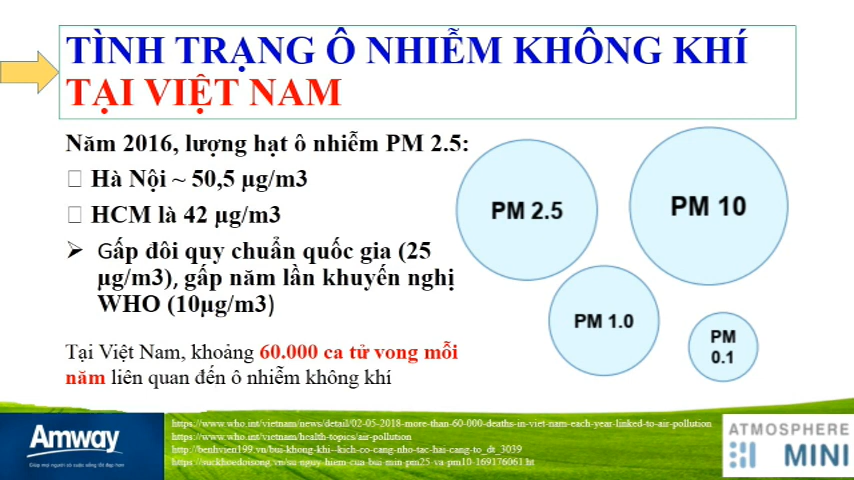 TÌNH TRẠNG Ô NHIỄM KHÔNG KHÍ
TẠI VIỆT NAM
Năm 2016, lượng hạt ô nhiễm PM 2.5:
Hà Nội ~ 50,5 µg/m3
HCM là 42 µg/m3
Gấp đôi quy chuẩn quốc gia (25
µg/m3), gấp năm lần khuyến nghị
WHO (10µg/m3)
Tại Việt Nam, khoảng 60.000 ca tử vong mỗi
năm liên quan đến ô nhiễm không khí
PM 2.5
PM 10
PM 1.0
PM
0.1
Amway
Giúp mọi người có cuộc sống tốt đẹp hơn
https://www.who.int/vietnam/news/detail/02-05-2018-more-than-60-000-deaths-in-viet-nam-each-year-linked-to-air-pollution
https://www.who.int/vietnam/health-topics/air-pollution
http://benhvien199.vn/bui-khong-khi--kich-co-cang-nho-tac-hai-cang-to_dt_3039
https://suckhoedoisong.vn/su-nguy-hiem-cua-bui-min-pm25-va-pm10-169176061.ht
ATMOSPHERE
MINI